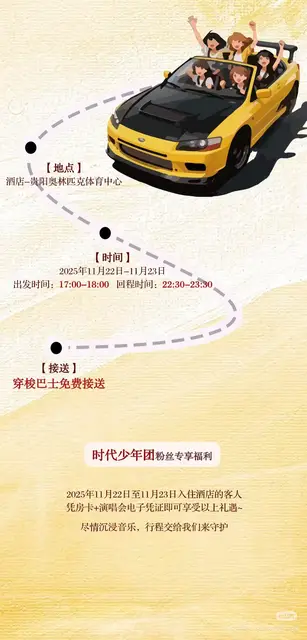 【地点】
酒店-贵阳奥林匹克体育中心
【时间】
2025年11月22日-11月23日
出发时间：17:00-18:00 回程时间：22:30-23:30
【接送】
穿梭巴士免费接送
时代少年团粉丝专享福利
2025年11月22日至11月23日入住酒店的客人
凭房卡+演唱会电子凭证即可享受以上礼遇~
尽情沉浸音乐，行程交给我们来守护